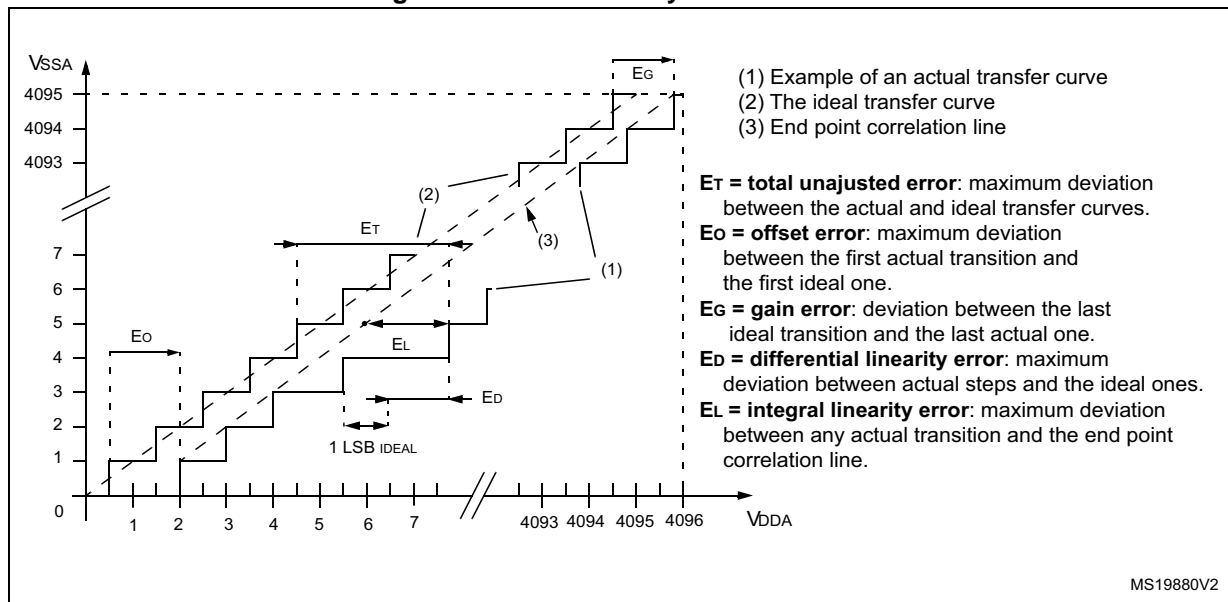 VSSA
EG
(1) Example of an actual transfer curve
(2) The ideal transfer curve
(3) End point correlation line
4095
4094
4093
(2)
ET = total unajusted error: maximum deviation
between the actual and ideal transfer curves.
EO = offset error: maximum deviation
between the first actual transition and
the first ideal one.
EG = gain error: deviation between the last
ideal transition and the last actual one.
ED = differential linearity error: maximum
deviation between actual steps and the ideal ones.
EL = integral linearity error: maximum deviation
between any actual transition and the end point
correlation line.
ET
(3)
(1)
7
6
5
4
3
2
1
0
EO
EL
ED
1 LSB IDEAL
1 2 3 4 5 6 7 4093 4094 4095 4096
VDDA
MS19880V2